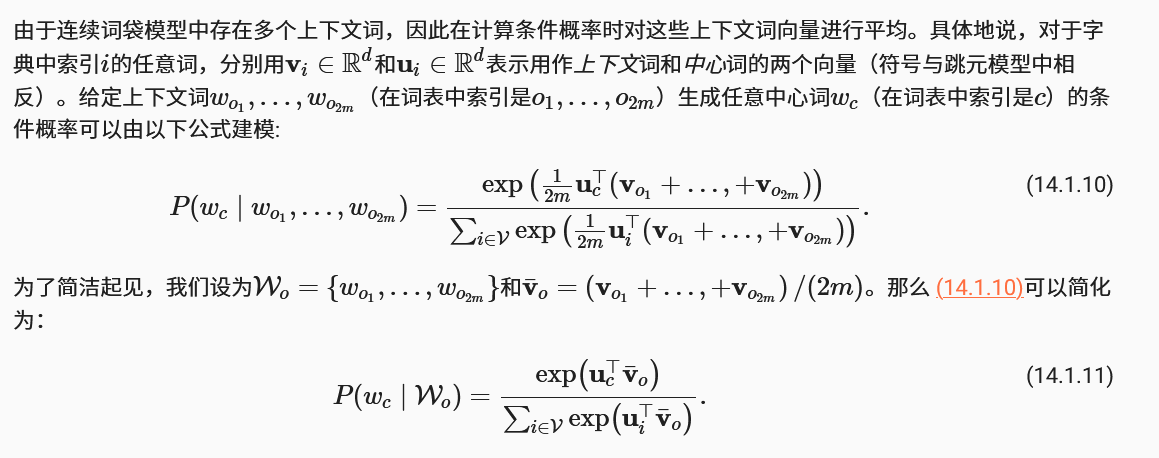 由于连续词袋模型中存在多个上下文词，因此在计算条件概率时对这些上下文词向量进行平均。具体地说，对于字
典中索引$i$的任意词，分别用$\mathbf{v}_i\in\mathbb{R}^d$和$\mathbf{u}_i\in\mathbb{R}^d$表示用作上下文词和中心词的两个向量（符号与跳元模型中相
反）。给定上下文词$w_{o_1}, \ldots, w_{o_{2m}}$（在词表中索引是$o_1, \ldots, o_{2m}$）生成任意中心词$w_c$（在词表中索引是$c$）的条
件概率可以由以下公式建模:
$$P(w_c \mid w_{o_1}, \ldots, w_{o_{2m}}) = \frac{\exp\left(\frac{1}{2m}\mathbf{u}_c^\top (\mathbf{v}_{o_1} + \ldots, + \mathbf{v}_{o_{2m}}) \right)}{ \sum_{i \in \mathcal{V}} \exp\left(\frac{1}{2m}\mathbf{u}_i^\top (\mathbf{v}_{o_1} + \ldots, + \mathbf{v}_{o_{2m}}) \right)}.$$ (14.1.10)
为了简洁起见，我们设为$\mathcal{W}_o= \{w_{o_1}, \ldots, w_{o_{2m}}\}$和$\bar{\mathbf{v}}_o = \left(\mathbf{v}_{o_1} + \ldots, + \mathbf{v}_{o_{2m}} \right)/(2m)$。那么 (14.1.10)可以简化
为：
$$P(w_c \mid \mathcal{W}_o) = \frac{\exp\left(\mathbf{u}_c^\top \bar{\mathbf{v}}_o\right)}{\sum_{i \in \mathcal{V}} \exp\left(\mathbf{u}_i^\top \bar{\mathbf{v}}_o\right)}.$$ (14.1.11)